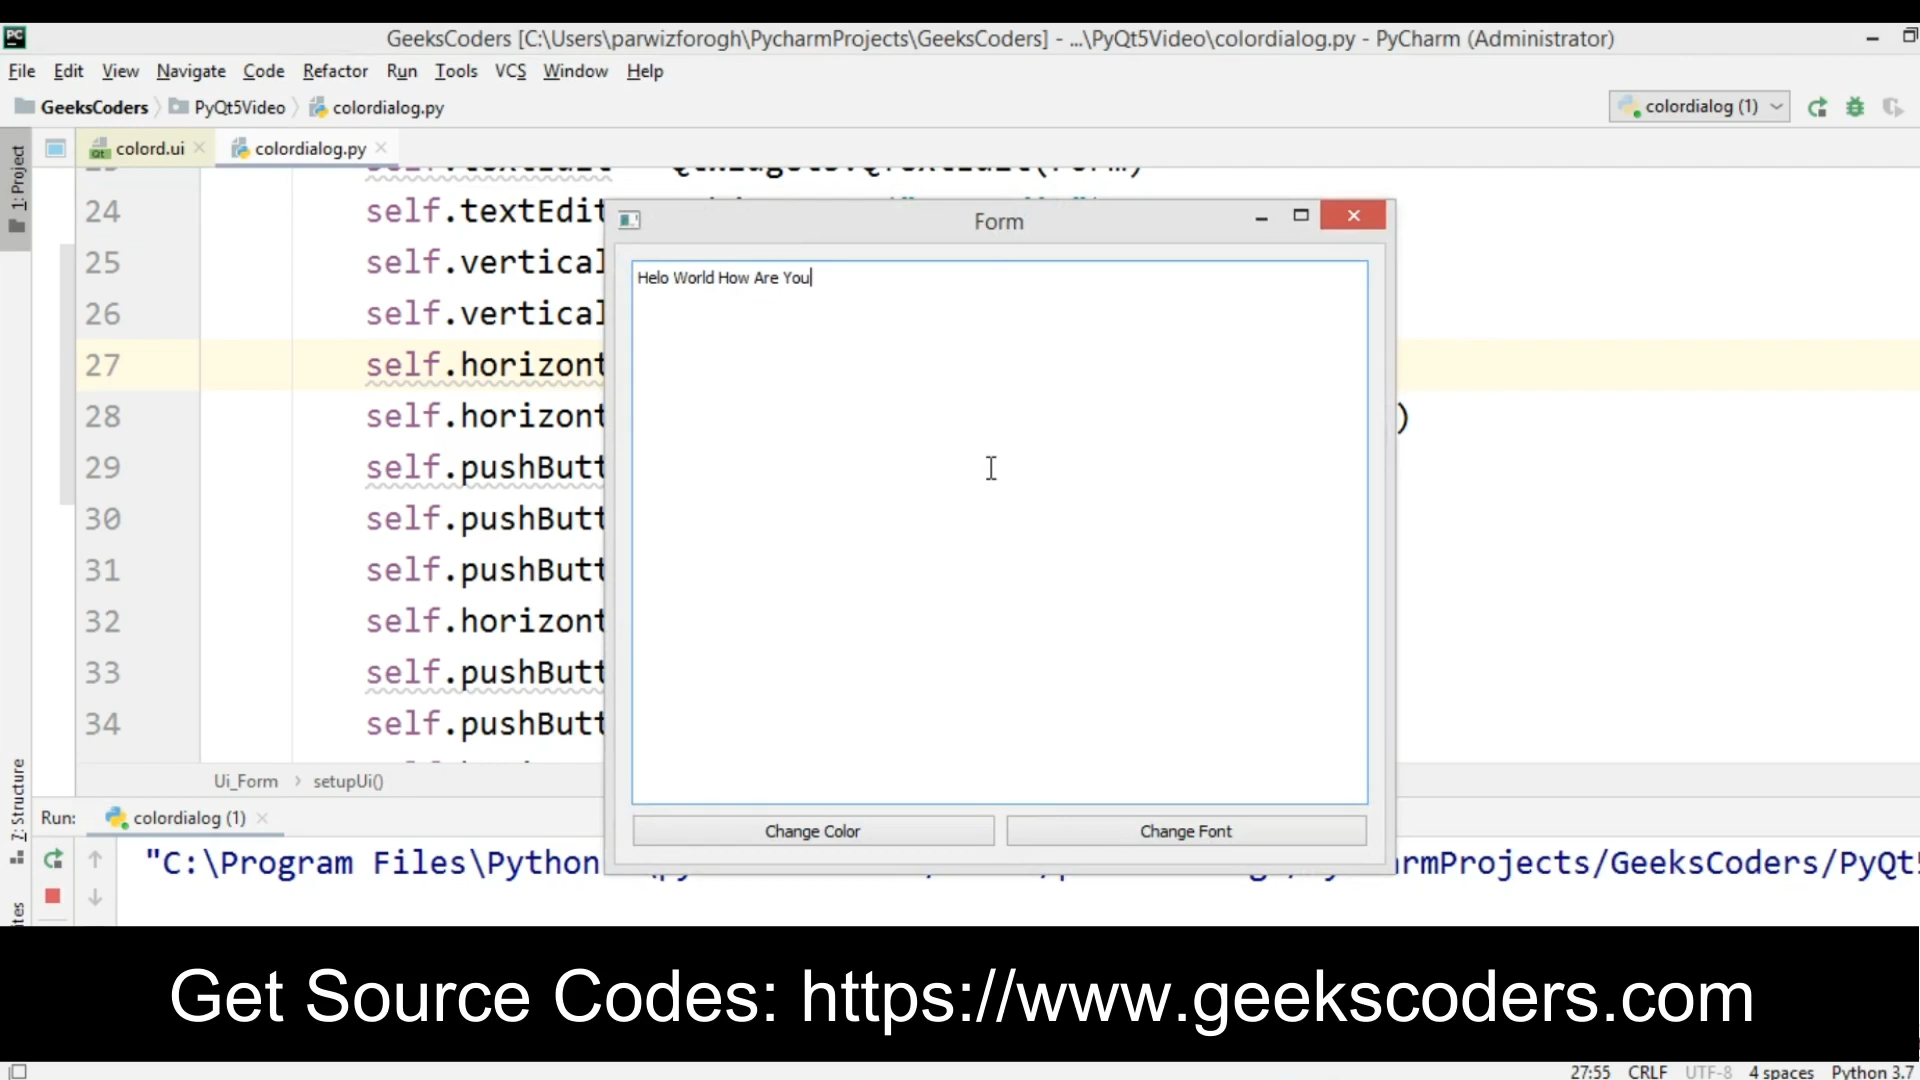 GeeksCoders [C:\Users\parwizforogh\PycharmProjects\GeeksCoders] - ...\PyQt5Video\colordialog.py - PyCharm (Administrator)
File Edit View Navigate Code Refactor Run Tools VCS Window Help
GeeksCoders PyQt5Video colordialog.py
colordialog (1)
colord.ui
colordialog.py
1: Project
24 self.textEdit
25 self.vertical
26 self.vertical
27 self.horizont
28 self.horizont )
29 self.pushButt
30 self.pushButt
31 self.pushButt
32 self.horizont
33 self.pushButt
34 self.pushButt
Form
Helo World How Are You
Change Color
Change Font
Ui_Form > setupUi()
7: Structure
Run: colordialog (1)
"C:\Program Files\Python
rmProjects/GeeksCoders/PyQt5
Get Source Codes: https://www.geekscoders.com
27:55 CRLF UTF-8 4 spaces Python 3.7